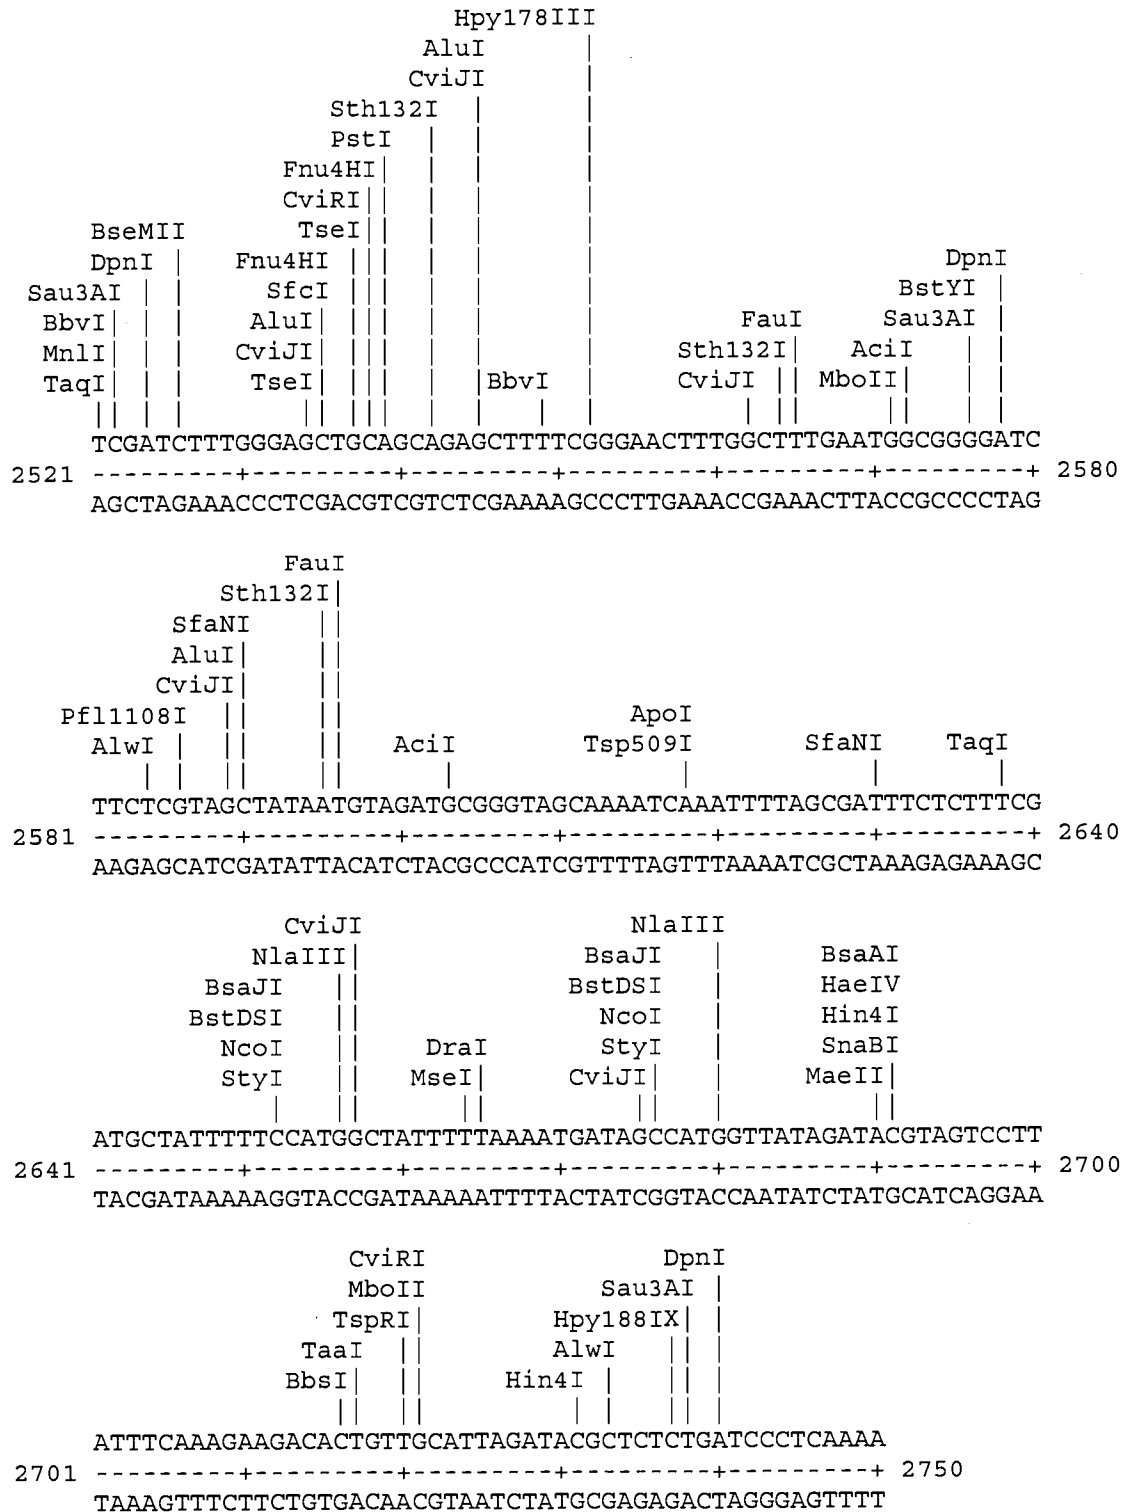 Hpy178III
AluI
CviJI
Sth132I
PstI
Fnu4HI
CviRI
BseMII TseI
DpnI Fnu4HI DpnI
Sau3AI SfcI BstYI
BbvI AluI FauI Sau3AI
MnlI CviJI Sth132I AciI
TaqI TseI BbvI CviJI MboII
TCGATCTTTGGGAGCTGCAGCAGAGCTTTTCGGGAACTTTGGCTTTGAATGGCGGGGATC
2521 ---------+---------+---------+---------+---------+---------+ 2580
AGCTAGAAACCCTCGACGTCGTCTCGAAAAGCCCTTGAAACCGAAACTTACCGCCCCTAG
FauI
Sth132I
SfaNI
AluI
CviJI
Pfl1108I ApoI
AlwI AciI Tsp509I SfaNI TaqI
TTCTCGTAGCTATAATGTAGATGCGGGTAGCAAAATCAAATTTTAGCGATTTCTCTTTCG
2581 ---------+---------+---------+---------+---------+---------+ 2640
AAGAGCATCGATATTACATCTACGCCCATCGTTTTAGTTTAAAATCGCTAAAGAGAAAGC
CviJI NlaIII
NlaIII BsaJI BsaAI
BsaJI BstDSI HaeIV
BstDSI NcoI Hin4I
NcoI DraI StyI SnaBI
StyI MseI CviJI MaeII
ATGCTATTTTTCCATGGCTATTTTTAAAATGATAGCCATGGTTATAGATACGTAGTCCTT
2641 ---------+---------+---------+---------+---------+---------+ 2700
TACGATAAAAAGGTACCGATAAAAATTTTACTATCGGTACCAATATCTATGCATCAGGAA
CviRI DpnI
MboII Sau3AI
TspRI Hpy188IX
TaaI AlwI
BbsI Hin4I
ATTTCAAAGAAGACACTGTTGCATTAGATACGCTCTCTGATCCCTCAAAA
2701 ---------+---------+---------+---------+---------+ 2750
TAAAGTTTCTTCTGTGACAACGTAATCTATGCGAGAGACTAGGGAGTTTT